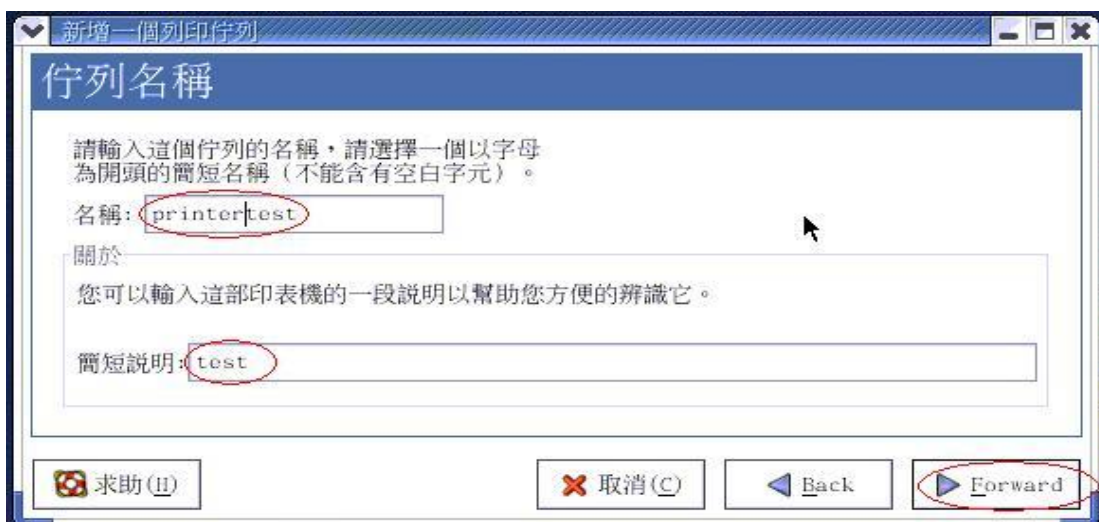 新增一個列印佇列
佇列名稱
請輸入這個佇列的名稱，請選擇一個以字母
為開頭的簡短名稱（不能含有空白字元）。
名稱: printertest
關於
您可以輸入這部印表機的一段說明以幫助您方便的辨識它。
簡短說明: test
求助(H) 取消(C) Back Forward